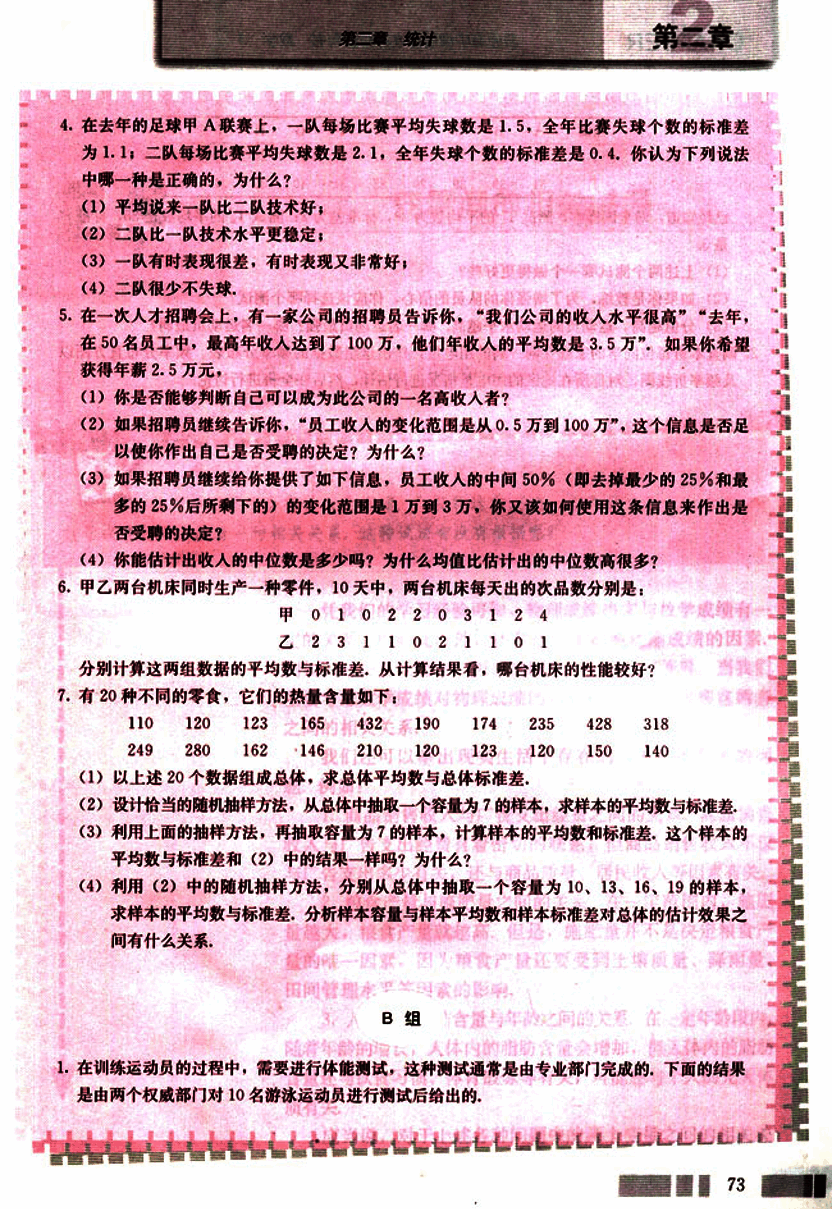 第二章 统计
第二章
4. 在去年的足球甲 A 联赛上，一队每场比赛平均失球数是 1.5，全年比赛失球个数的标准差
为 1.1；二队每场比赛平均失球数是 2.1，全年失球个数的标准差是 0.4. 你认为下列说法
中哪一种是正确的，为什么？
（1）平均说来一队比二队技术好；
（2）二队比一队技术水平更稳定；
（3）一队有时表现很差，有时表现又非常好；
（4）二队很少不失球.
5. 在一次人才招聘会上，有一家公司的招聘员告诉你，“我们公司的收入水平很高”“去年，
在 50 名员工中，最高年收入达到了 100 万，他们年收入的平均数是 3.5 万”. 如果你希望
获得年薪 2.5 万元，
（1）你是否能够判断自己可以成为此公司的一名高收入者？
（2）如果招聘员继续告诉你，“员工收入的变化范围是从 0.5 万到 100 万”，这个信息是否足
以使你作出自己是否受聘的决定？为什么？
（3）如果招聘员继续给你提供了如下信息，员工收入的中间 50％（即去掉最少的 25％和最
多的 25％后所剩下的）的变化范围是 1 万到 3 万，你又该如何使用这条信息来作出是
否受聘的决定？
（4）你能估计出收入的中位数是多少吗？为什么均值比估计出的中位数高很多？
6. 甲乙两台机床同时生产一种零件，10 天中，两台机床每天出的次品数分别是：
甲 0 1 0 2 2 0 3 1 2 4
乙 2 3 1 1 0 2 1 1 0 1
分别计算这两组数据的平均数与标准差. 从计算结果看，哪台机床的性能较好？
7. 有 20 种不同的零食，它们的热量含量如下：
110 120 123 165 432 190 174 235 428 318
249 280 162 146 210 120 123 120 150 140
（1）以上述 20 个数据组成总体，求总体平均数与总体标准差.
（2）设计恰当的随机抽样方法，从总体中抽取一个容量为 7 的样本，求样本的平均数与标准差.
（3）利用上面的抽样方法，再抽取容量为 7 的样本，计算样本的平均数和标准差. 这个样本的
平均数与标准差和（2）中的结果一样吗？为什么？
（4）利用（2）中的随机抽样方法，分别从总体中抽取一个容量为 10、13、16、19 的样本，
求样本的平均数与标准差. 分析样本容量与样本平均数和样本标准差对总体的估计效果之
间有什么关系.
B 组
1. 在训练运动员的过程中，需要进行体能测试，这种测试通常是由专业部门完成的. 下面的结果
是由两个权威部门对 10 名游泳运动员进行测试后给出的.
73